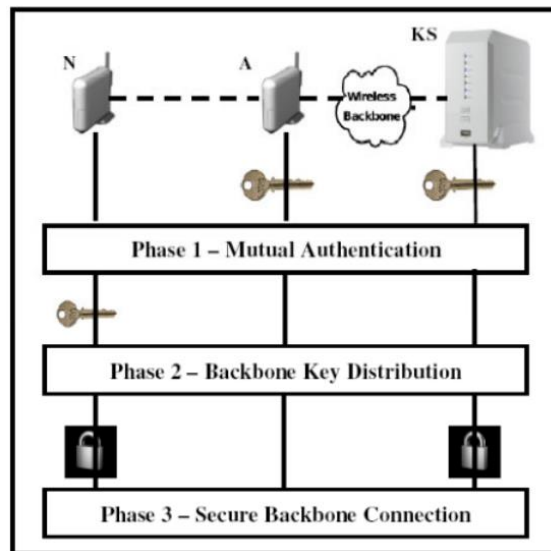 KS
N
A
Wireless
Backbone
Phase 1 – Mutual Authentication
Phase 2 – Backbone Key Distribution
Phase 3 – Secure Backbone Connection